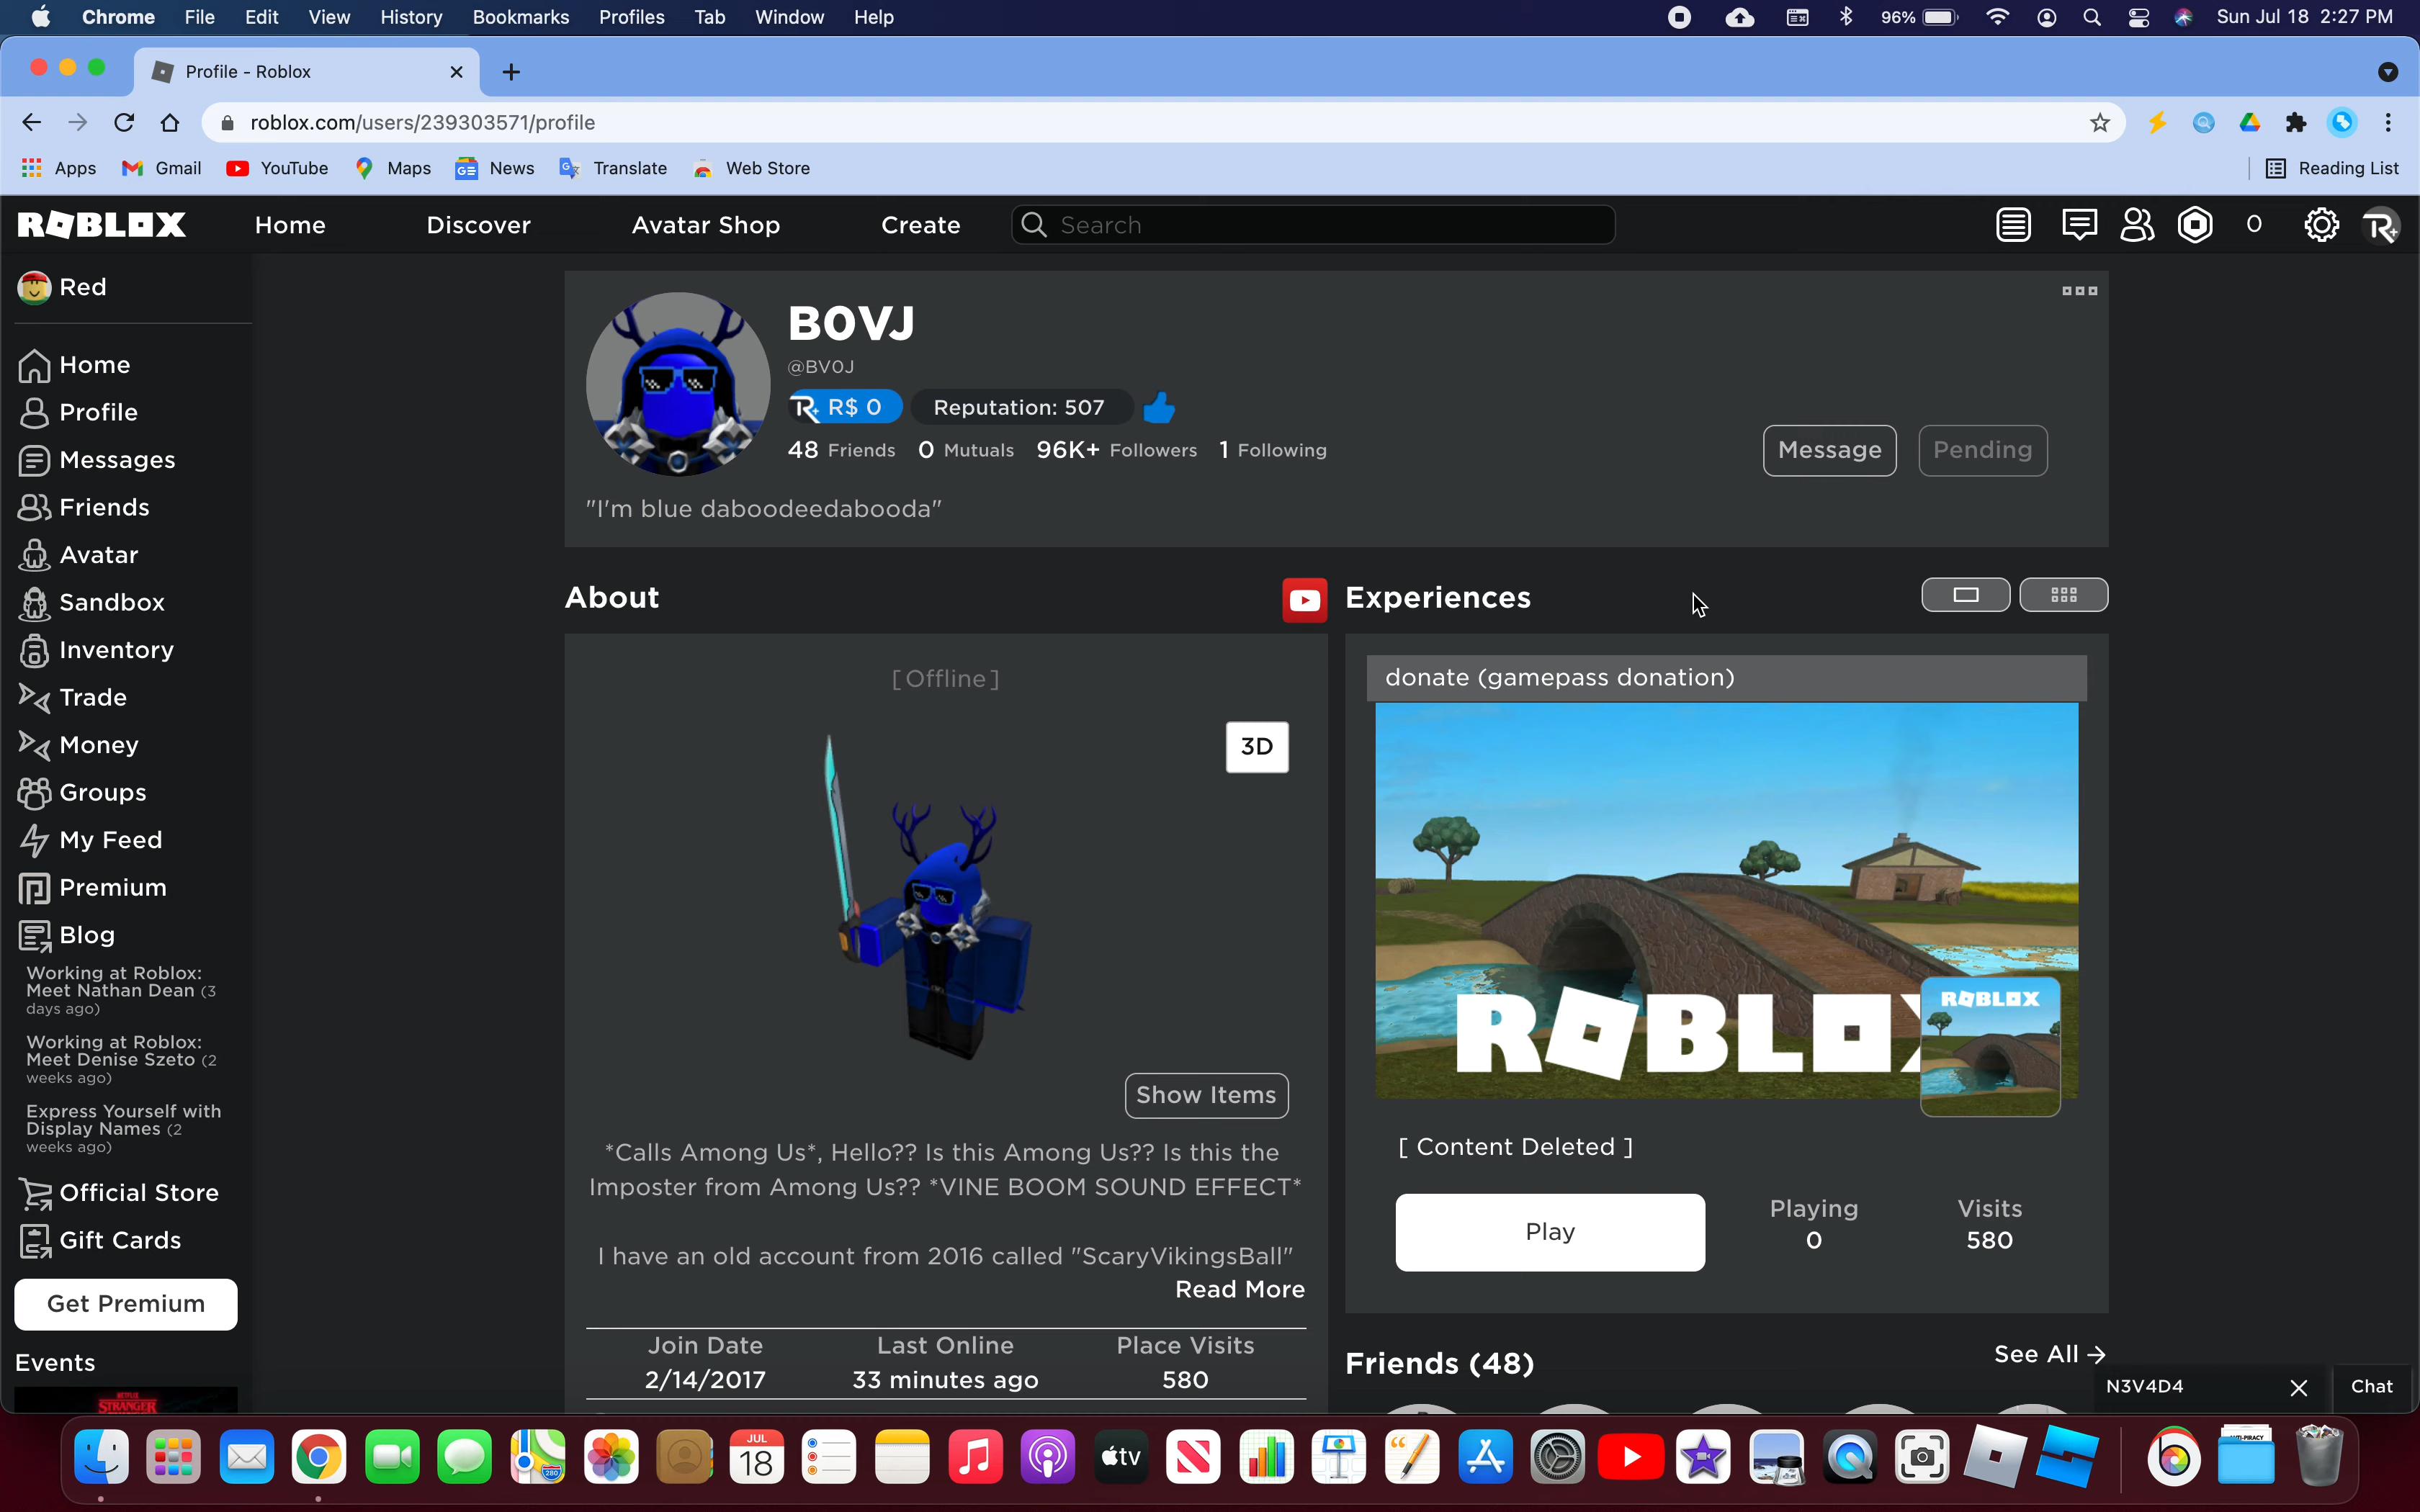 Chrome File Edit View History Bookmarks Profiles Tab Window Help 96% Sun Jul 18 2:27 PM
Profile - Roblox
roblox.com/users/239303571/profile
Apps Gmail YouTube Maps News Translate Web Store Reading List
ROBLOX Home Discover Avatar Shop Create Search 0
Red
Home
Profile
Messages
Friends
Avatar
Sandbox
Inventory
Trade
Money
Groups
My Feed
Premium
Blog
Working at Roblox:
Meet Nathan Dean (3
days ago)
Working at Roblox:
Meet Denise Szeto (2
weeks ago)
Express Yourself with
Display Names (2
weeks ago)
Official Store
Gift Cards
Get Premium
Events
NETFLIX
STRANGER
B0VJ
@BV0J
R+ R$ 0 Reputation: 507
48 Friends 0 Mutuals 96K+ Followers 1 Following
Message Pending
"I'm blue daboodeedabooda"
About
[Offline]
3D
Show Items
*Calls Among Us*, Hello?? Is this Among Us?? Is this the
Imposter from Among Us?? *VINE BOOM SOUND EFFECT*
I have an old account from 2016 called "ScaryVikingsBall"
Read More
Join Date Last Online Place Visits
2/14/2017 33 minutes ago 580
Experiences
donate (gamepass donation)
ROBLOX
ROBLOX
[ Content Deleted ]
Play
Playing Visits
0 580
Friends (48) See All
N3V4D4 Chat
280
JUL
18
tv
ANTI-PIRACY